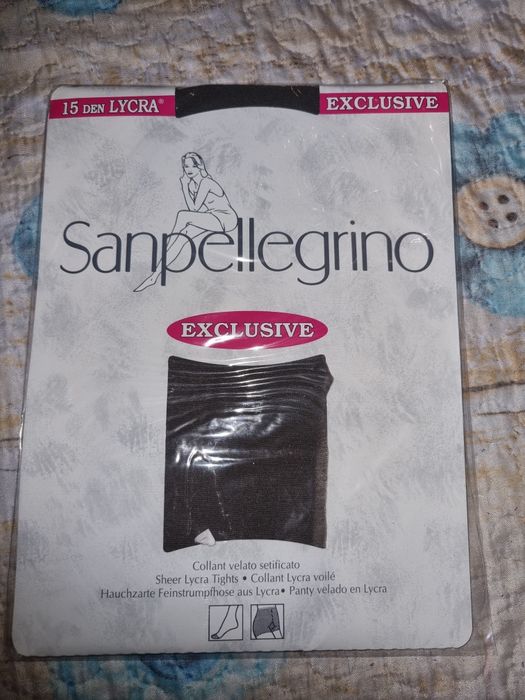 15 DEN LYCRA® EXCLUSIVE
Sanpellegrino
EXCLUSIVE
Collant velato setificato
Sheer Lycra Tights • Collant Lycra voilé
Hauchzarte Feinstrumpfhose aus Lycra • Panty velado en Lycra